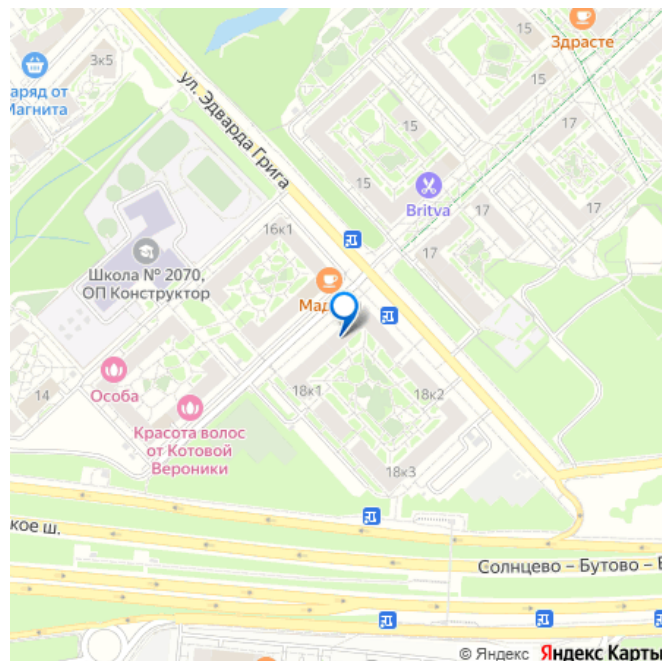 Здрасте
3к5
15
17
аряд от
Магнита
15
15
17
ул. Эдварда Грига
15
Britva
17
16к1
17
Школа № 2070,
ОП Конструктор
Мад
18к1
18к2
14
Особа
Красота волос
от Котовой
Вероники
18к3
кое ш.
Солнцево – Бутово – В
© Яндекс Яндекс Карты